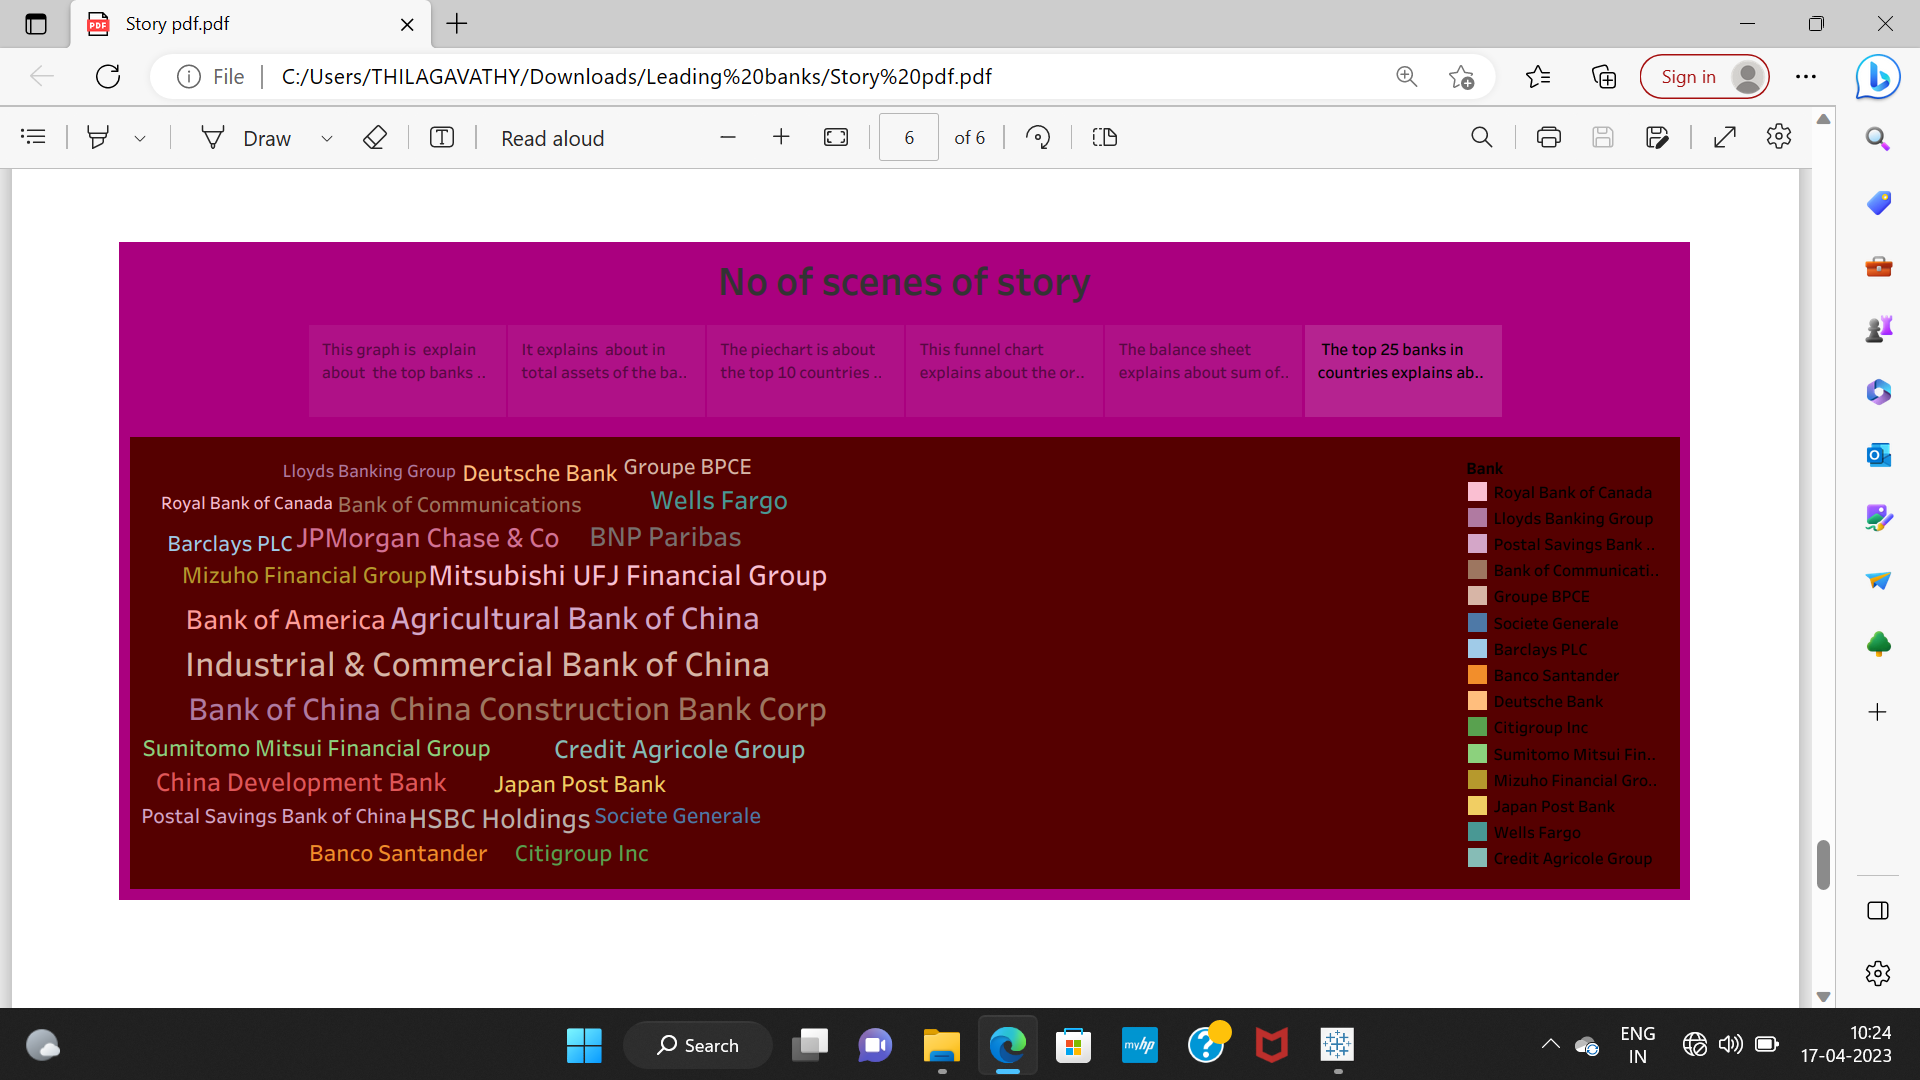 Story pdf.pdf
File
C:/Users/THILAGAVATHY/Downloads/Leading%20banks/Story%20pdf.pdf
Sign in
Draw
Read aloud
6 of 6
No of scenes of story
This graph is explain
about the top banks ..
It explains about in
total assets of the ba..
The piechart is about
the top 10 countries ..
This funnel chart
explains about the or..
The balance sheet
explains about sum of..
The top 25 banks in
countries explains ab..
Lloyds Banking Group Deutsche Bank Groupe BPCE
Royal Bank of Canada Bank of Communications Wells Fargo
Barclays PLC JPMorgan Chase & Co BNP Paribas
Mizuho Financial Group Mitsubishi UFJ Financial Group
Bank of America Agricultural Bank of China
Industrial & Commercial Bank of China
Bank of China China Construction Bank Corp
Sumitomo Mitsui Financial Group Credit Agricole Group
China Development Bank Japan Post Bank
Postal Savings Bank of China HSBC Holdings Societe Generale
Banco Santander Citigroup Inc
Bank
Royal Bank of Canada
Lloyds Banking Group
Postal Savings Bank ..
Bank of Communicati..
Groupe BPCE
Societe Generale
Barclays PLC
Banco Santander
Deutsche Bank
Citigroup Inc
Sumitomo Mitsui Fin..
Mizuho Financial Gro..
Japan Post Bank
Wells Fargo
Credit Agricole Group
Search
myhp
ENG
IN
10:24
17-04-2023